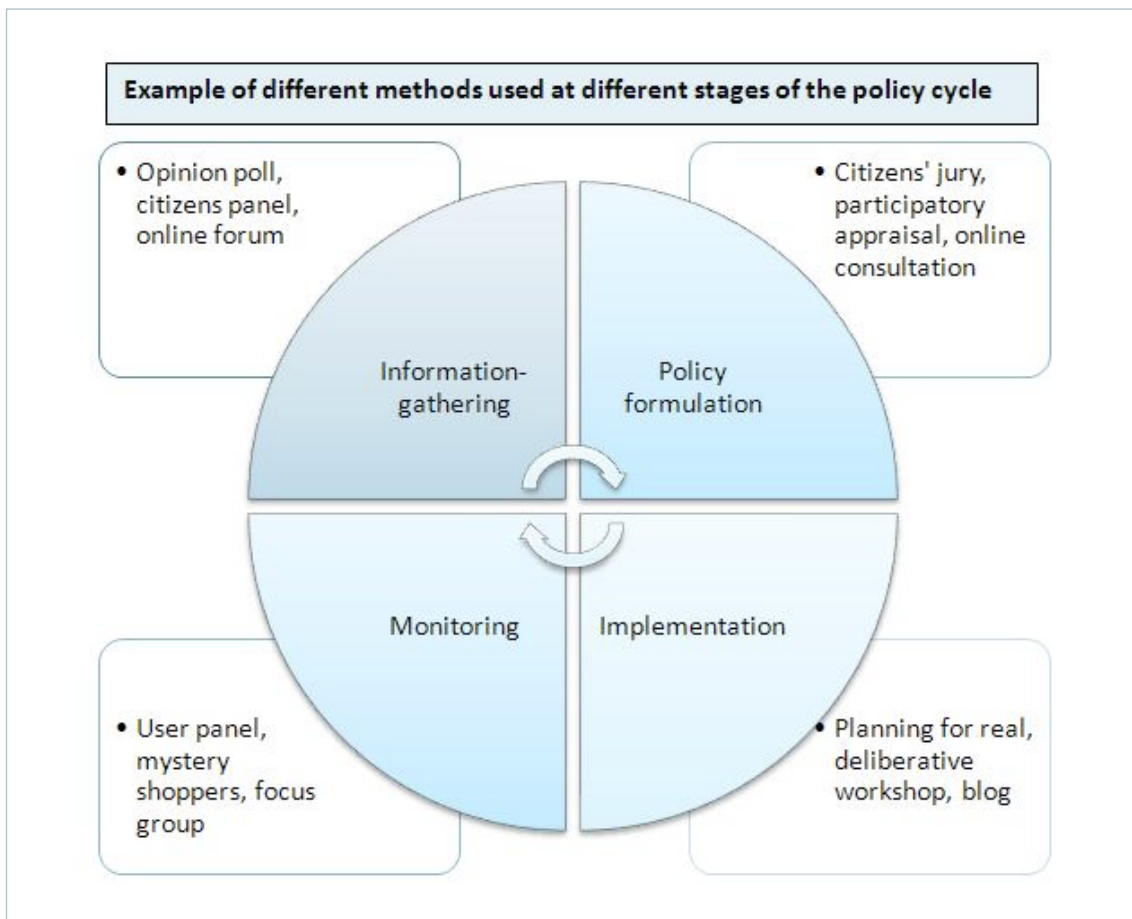 Example of different methods used at different stages of the policy cycle
• Opinion poll,
citizens panel,
online forum
• Citizens' jury,
participatory
appraisal, online
consultation
Information-
gathering
Policy
formulation
Monitoring
Implementation
• User panel,
mystery
shoppers, focus
group
• Planning for real,
deliberative
workshop, blog